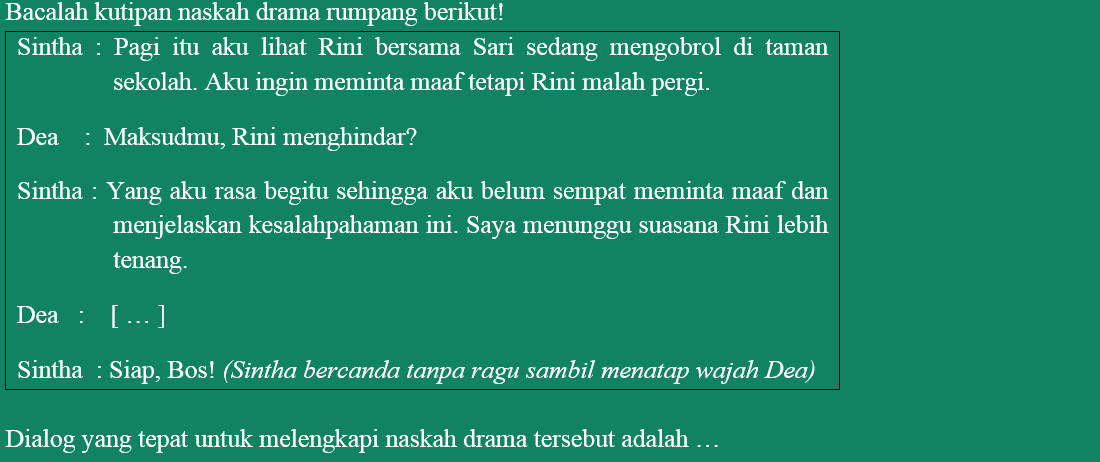 Bacalah kutipan naskah drama rumpang berikut!
Sintha : Pagi itu aku lihat Rini bersama Sari sedang mengobrol di taman
sekolah. Aku ingin meminta maaf tetapi Rini malah pergi.
Dea : Maksudmu, Rini menghindar?
Sintha : Yang aku rasa begitu sehingga aku belum sempat meminta maaf dan
menjelaskan kesalahpahaman ini. Saya menunggu suasana Rini lebih
tenang.
Dea : [ … ]
Sintha : Siap, Bos! (Sintha bercanda tanpa ragu sambil menatap wajah Dea)
Dialog yang tepat untuk melengkapi naskah drama tersebut adalah …